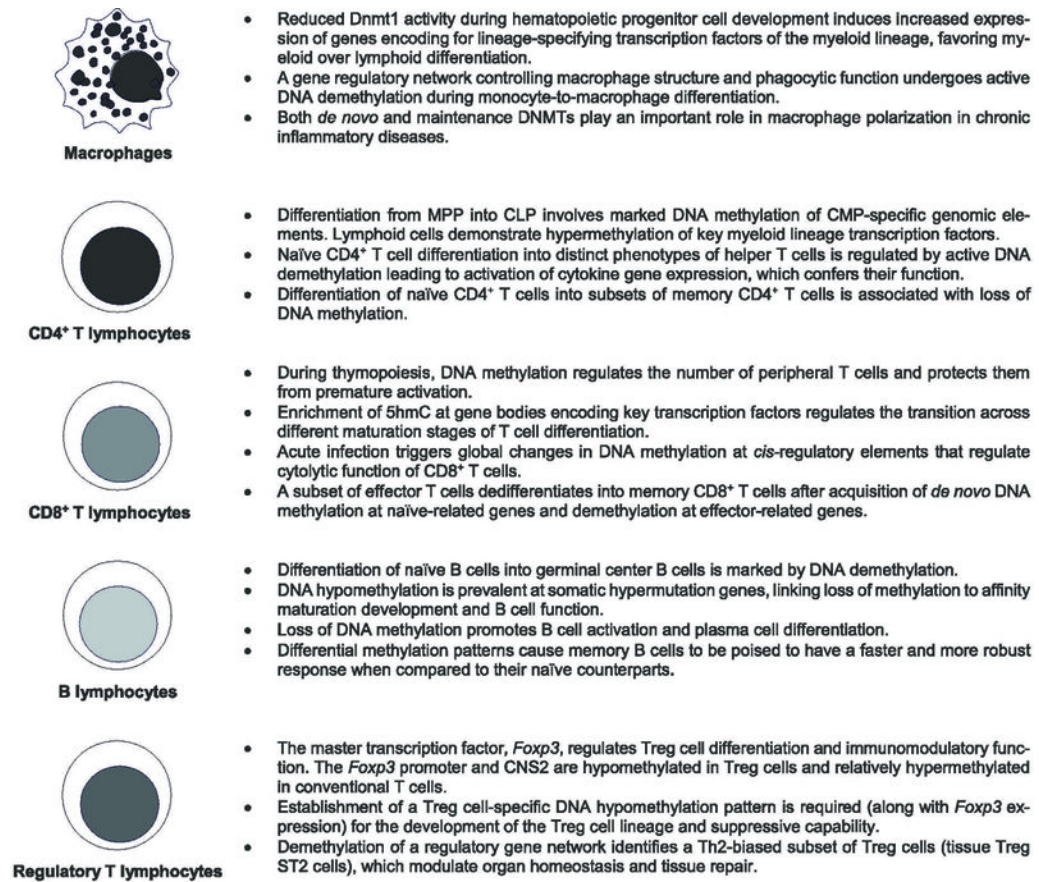 • Reduced Dnmt1 activity during hematopoietic progenitor cell development induces increased expres-
sion of genes encoding for lineage-specifying transcription factors of the myeloid lineage, favoring my-
eloid over lymphoid differentiation.
• A gene regulatory network controlling macrophage structure and phagocytic function undergoes active
DNA demethylation during monocyte-to-macrophage differentiation.
• Both de novo and maintenance DNMTs play an important role in macrophage polarization in chronic
inflammatory diseases.
Macrophages
• Differentiation from MPP into CLP involves marked DNA methylation of CMP-specific genomic ele-
ments. Lymphoid cells demonstrate hypermethylation of key myeloid lineage transcription factors.
• Naïve CD4⁺ T cell differentiation into distinct phenotypes of helper T cells is regulated by active DNA
demethylation leading to activation of cytokine gene expression, which confers their function.
• Differentiation of naïve CD4⁺ T cells into subsets of memory CD4⁺ T cells is associated with loss of
DNA methylation.
CD4⁺ T lymphocytes
• During thymopoiesis, DNA methylation regulates the number of peripheral T cells and protects them
from premature activation.
• Enrichment of 5hmC at gene bodies encoding key transcription factors regulates the transition across
different maturation stages of T cell differentiation.
• Acute infection triggers global changes in DNA methylation at cis-regulatory elements that regulate
cytolytic function of CD8⁺ T cells.
• A subset of effector T cells dedifferentiates into memory CD8⁺ T cells after acquisition of de novo DNA
methylation at naïve-related genes and demethylation at effector-related genes.
CD8⁺ T lymphocytes
• Differentiation of naïve B cells into germinal center B cells is marked by DNA demethylation.
• DNA hypomethylation is prevalent at somatic hypermutation genes, linking loss of methylation to affinity
maturation development and B cell function.
• Loss of DNA methylation promotes B cell activation and plasma cell differentiation.
• Differential methylation patterns cause memory B cells to be poised to have a faster and more robust
response when compared to their naïve counterparts.
B lymphocytes
• The master transcription factor, Foxp3, regulates Treg cell differentiation and immunomodulatory func-
tion. The Foxp3 promoter and CNS2 are hypomethylated in Treg cells and relatively hypermethylated
in conventional T cells.
• Establishment of a Treg cell-specific DNA hypomethylation pattern is required (along with Foxp3 ex-
pression) for the development of the Treg cell lineage and suppressive capability.
• Demethylation of a regulatory gene network identifies a Th2-biased subset of Treg cells (tissue Treg
ST2 cells), which modulate organ homeostasis and tissue repair.
Regulatory T lymphocytes